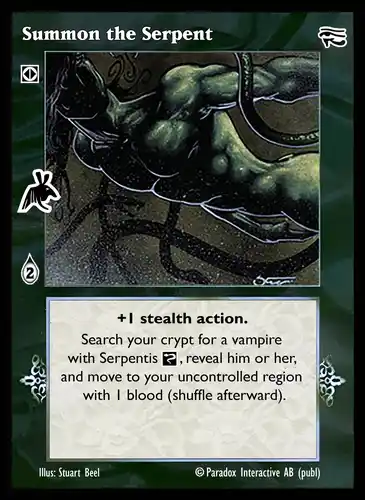 Summon the Serpent
2
+1 stealth action.
Search your crypt for a vampire
with Serpentis , reveal him or her,
and move to your uncontrolled region
with 1 blood (shuffle afterward).
Illus: Stuart Beel
© Paradox Interactive AB (publ)